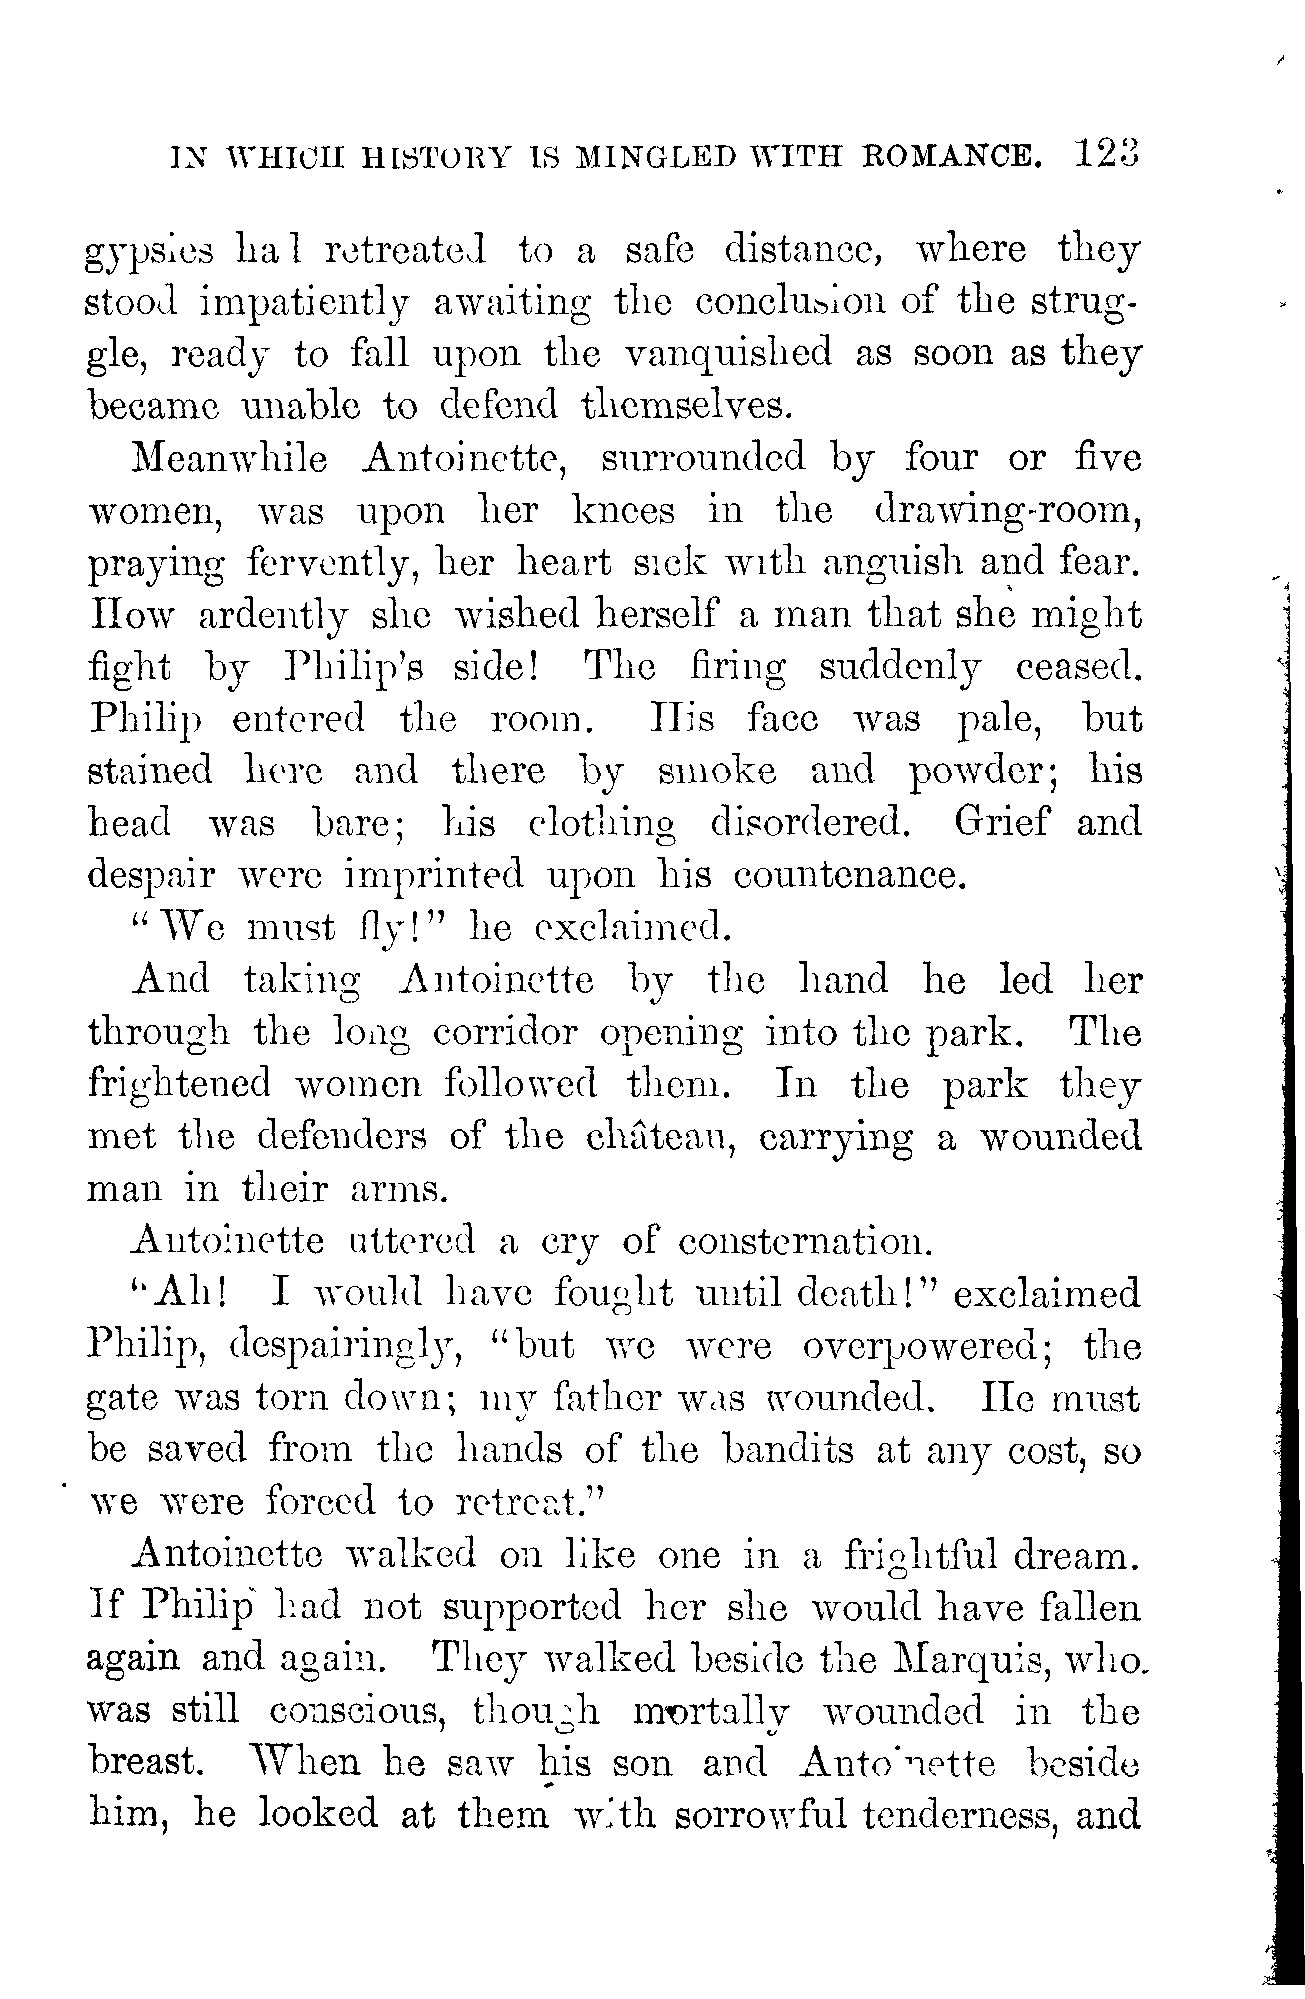 IN WHICH HISTORY IS MINGLED WITH ROMANCE. 123
gypsies had retreated to a safe distance, where they
stood impatiently awaiting the conclusion of the strug-
gle, ready to fall upon the vanquished as soon as they
became unable to defend themselves.
Meanwhile Antoinette, surrounded by four or five
women, was upon her knees in the drawing-room,
praying fervently, her heart sick with anguish and fear.
How ardently she wished herself a man that she might
fight by Philip's side! The firing suddenly ceased.
Philip entered the room. His face was pale, but
stained here and there by smoke and powder; his
head was bare; his clothing disordered. Grief and
despair were imprinted upon his countenance.
"We must fly!" he exclaimed.
And taking Antoinette by the hand he led her
through the long corridor opening into the park. The
frightened women followed them. In the park they
met the defenders of the château, carrying a wounded
man in their arms.
Antoinette uttered a cry of consternation.
"Ah! I would have fought until death!" exclaimed
Philip, despairingly, "but we were overpowered; the
gate was torn down; my father was wounded. He must
be saved from the hands of the bandits at any cost, so
we were forced to retreat."
Antoinette walked on like one in a frightful dream.
If Philip had not supported her she would have fallen
again and again. They walked beside the Marquis, who
was still conscious, though mortally wounded in the
breast. When he saw his son and Antoinette beside
him, he looked at them with sorrowful tenderness, and